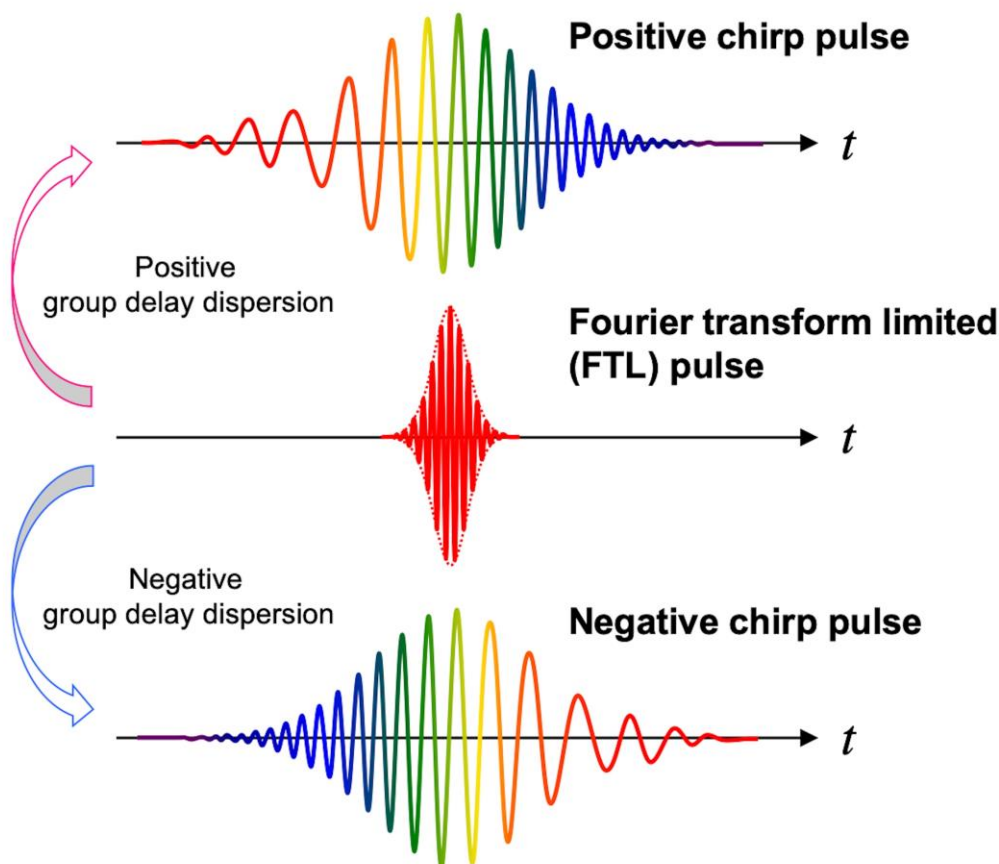 Positive chirp pulse
t
Positive
group delay dispersion
Fourier transform limited
(FTL) pulse
t
Negative
group delay dispersion
Negative chirp pulse
t